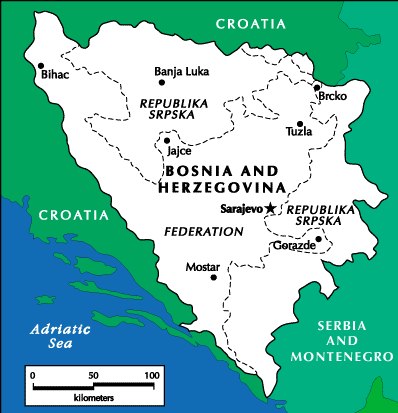 CROATIA
Bihac
Banja Luka
REPUBLIKA
SRPSKA
Brcko
Tuzla
Jajce
BOSNIA AND
HERZEGOVINA
Sarajevo
REPUBLIKA
SRPSKA
CROATIA
FEDERATION
Gorazde
Mostar
Adriatic
Sea
SERBIA
AND
MONTENEGRO
0 50 100
kilometers